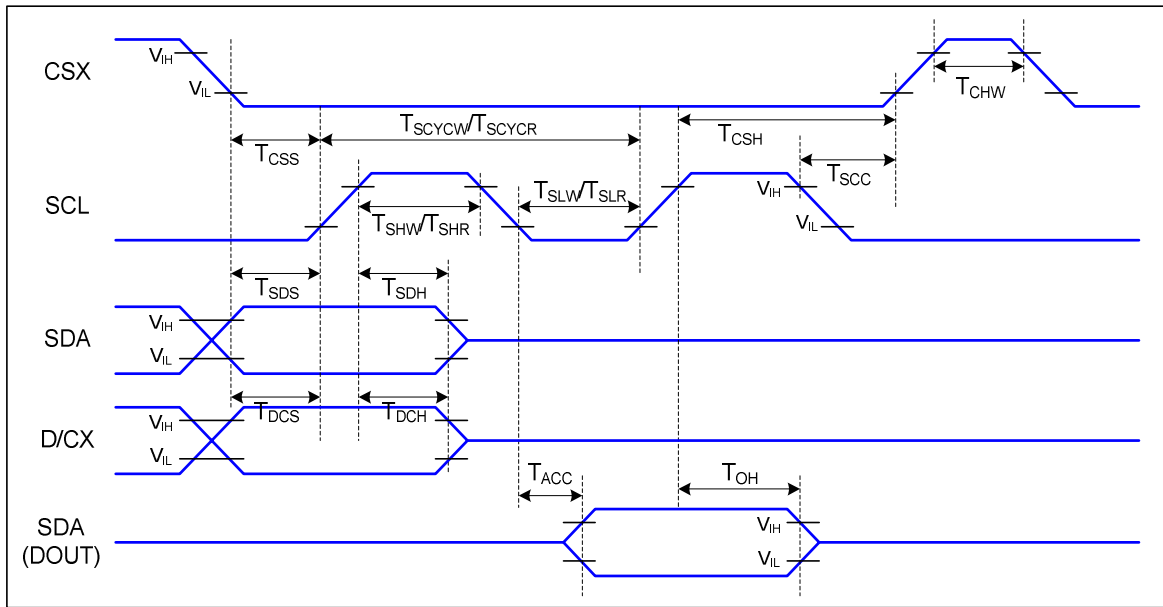 CSX
VIH
VIL
TCHW
TCSS
TSCYCW/TSCYCR
TCSH
TSCC
SCL
TSHW/TSHR
TSLW/TSLR
VIH
VIL
TSDS
TSDH
SDA
VIH
VIL
TDCS
TDCH
D/CX
VIH
VIL
TACC
TOH
SDA
(DOUT)
VIH
VIL